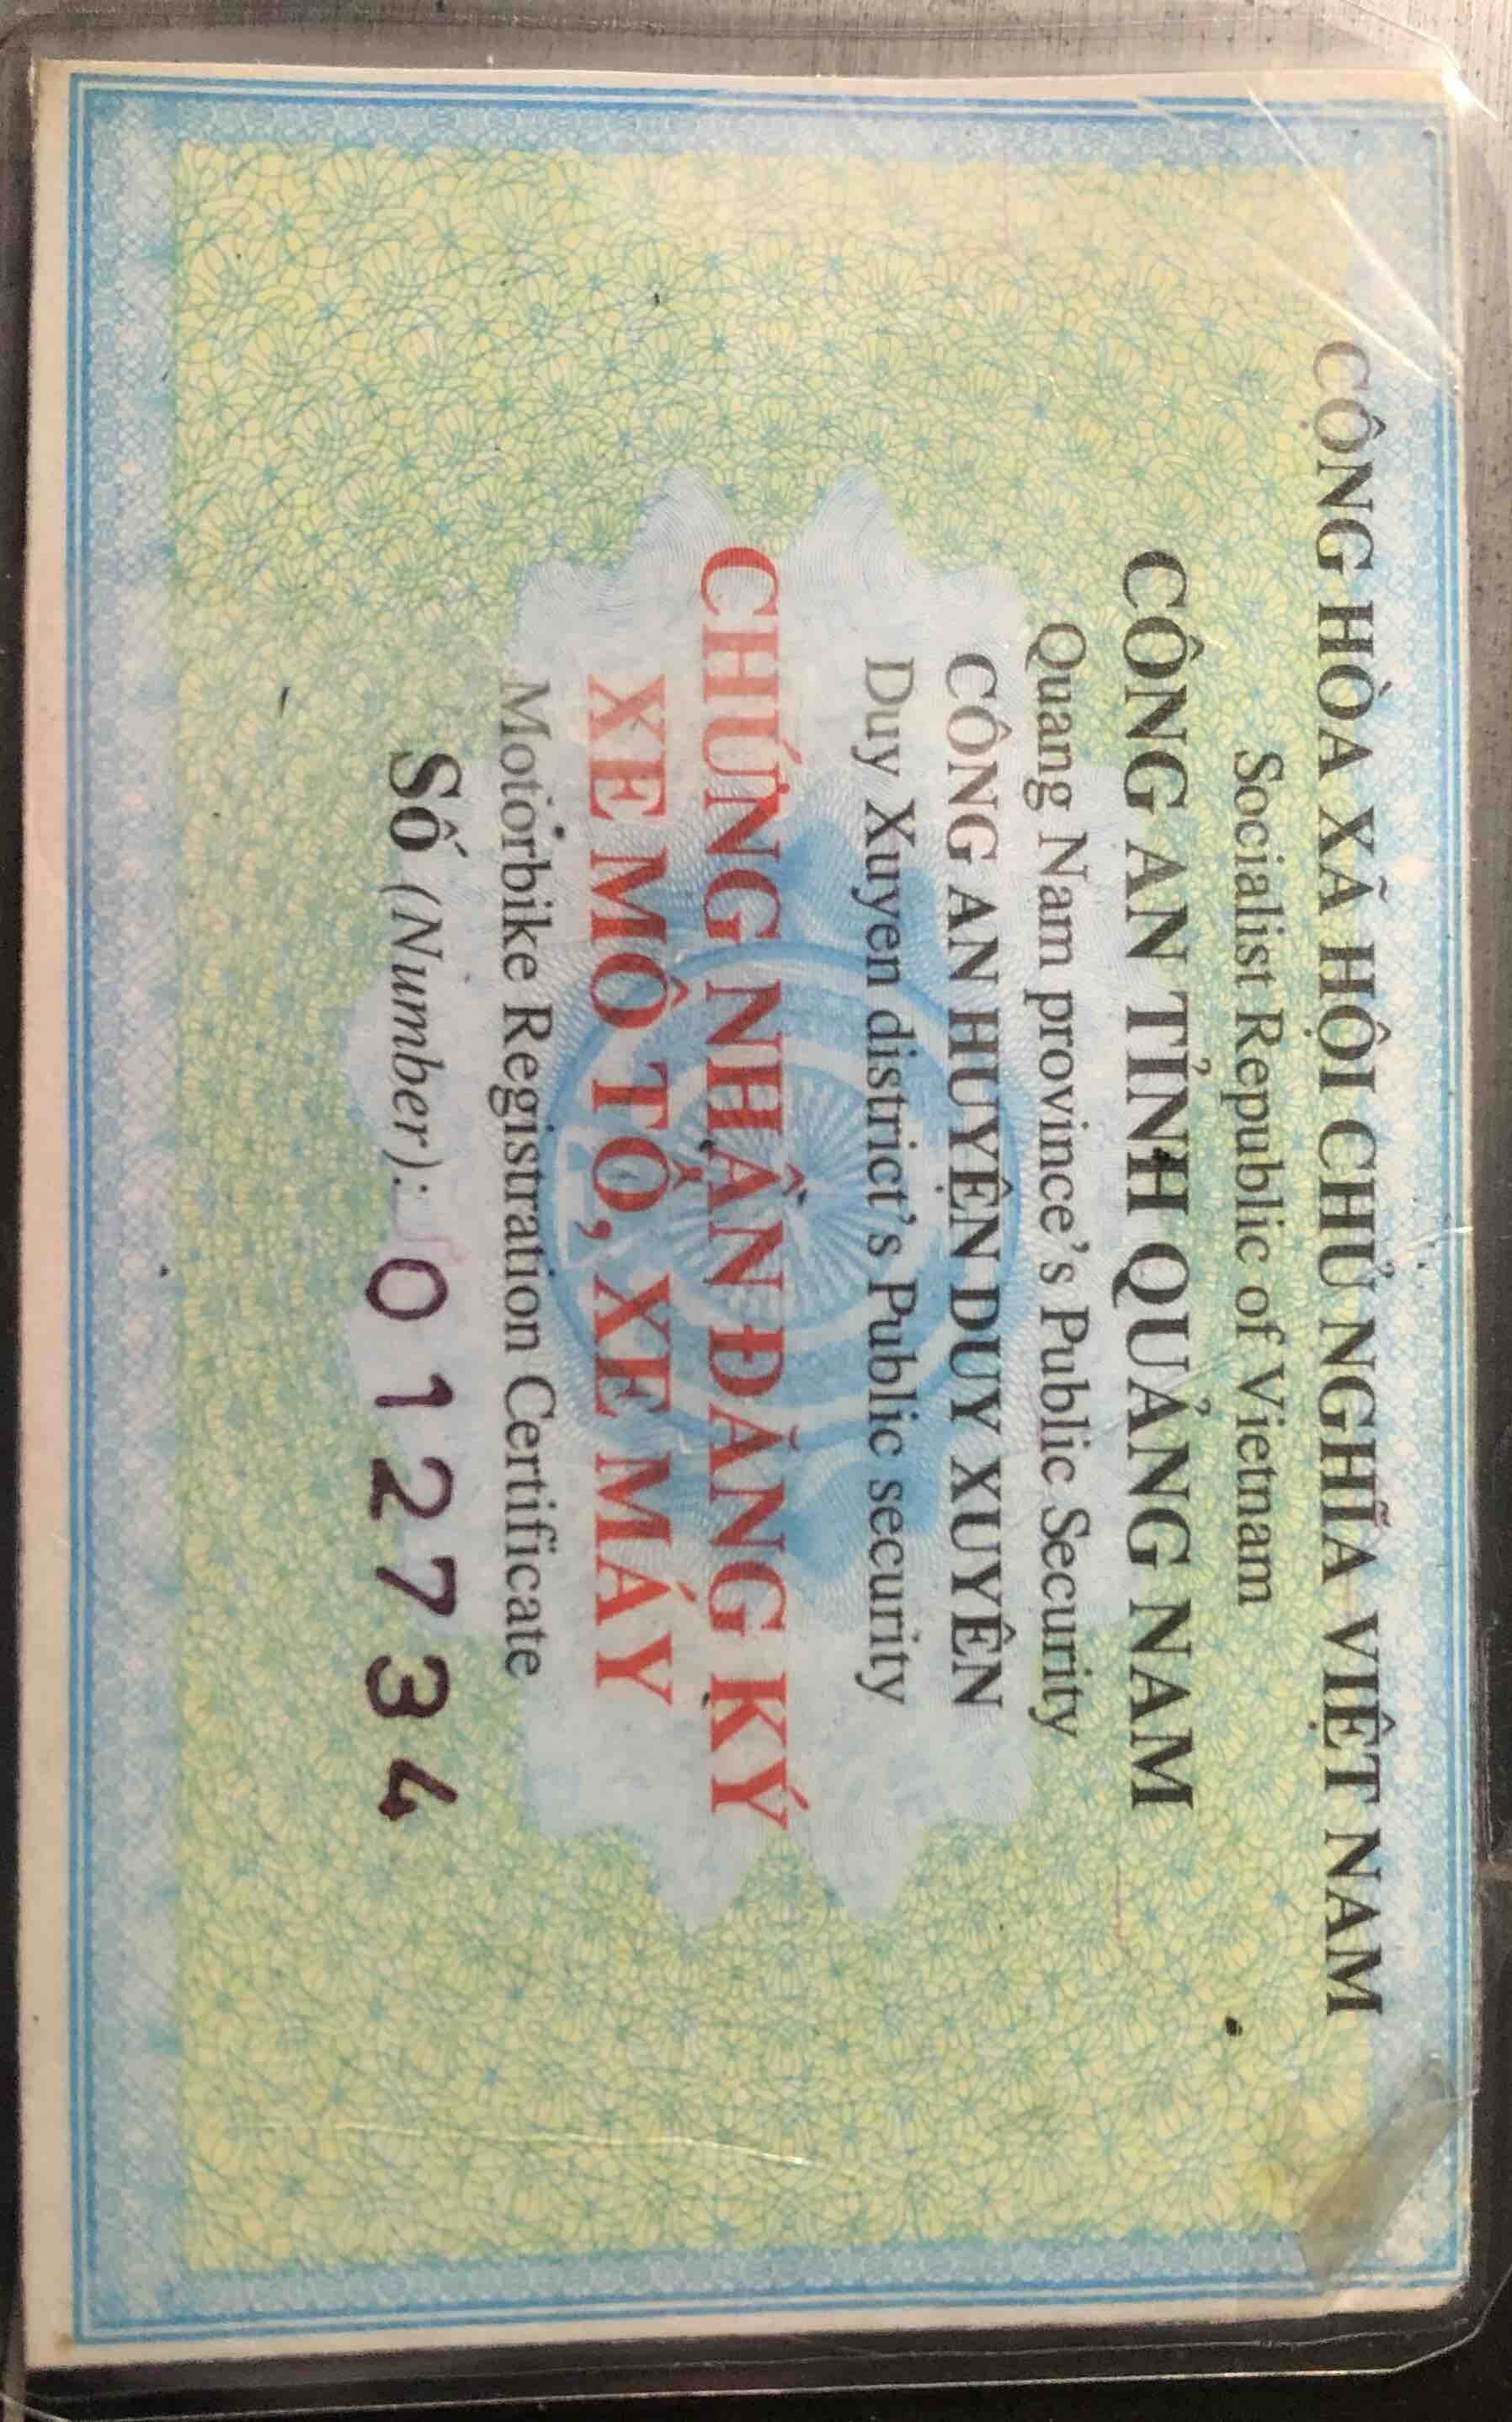 CỘNG HÒA XÃ HỘI CHỦ NGHĨA VIỆT NAM
Socialist Republic of Vietnam
CÔNG AN TỈNH QUẢNG NAM
Quang Nam province's Public Security
CÔNG AN HUYỆN DUY XUYÊN
Duy Xuyen district's Public security
CHỨNG NHẬN ĐĂNG KÝ
XE MÔ TÔ, XE MÁY
Motorbike Registration Certificate
Số (Number): 012734